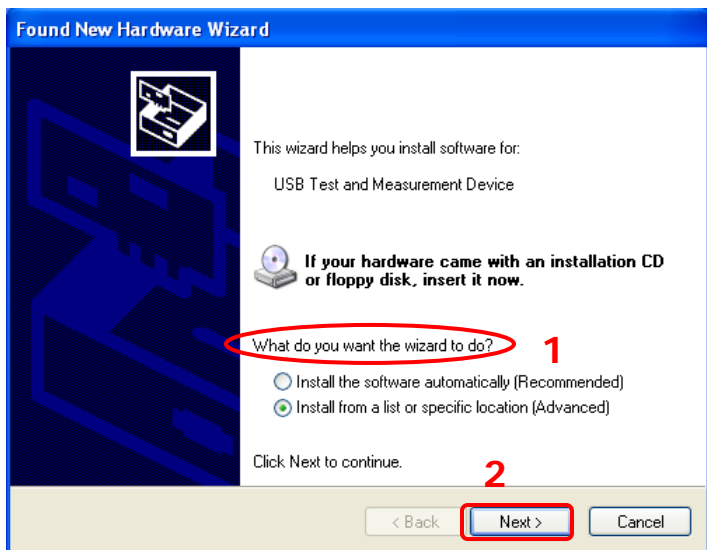 Found New Hardware Wizard
This wizard helps you install software for:
USB Test and Measurement Device
If your hardware came with an installation CD
or floppy disk, insert it now.
What do you want the wizard to do?
1
Install the software automatically (Recommended)
Install from a list or specific location (Advanced)
Click Next to continue.
2
< Back
Next >
Cancel